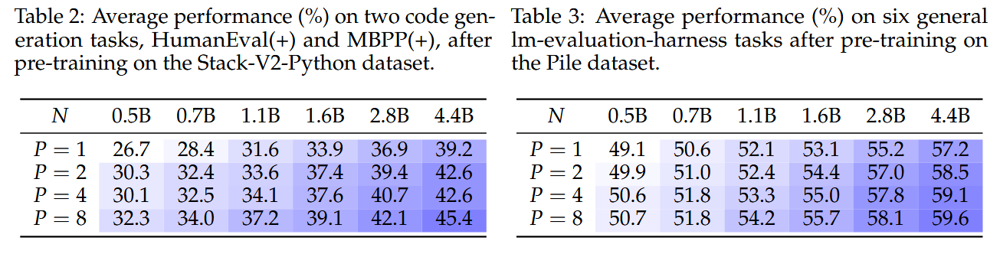 Table 2: Average performance (%) on two code gen-
eration tasks, HumanEval(+) and MBPP(+), after
pre-training on the Stack-V2-Python dataset.
N 0.5B 0.7B 1.1B 1.6B 2.8B 4.4B
P = 1 26.7 28.4 31.6 33.9 36.9 39.2
P = 2 30.3 32.4 33.6 37.4 39.4 42.6
P = 4 30.1 32.5 34.1 37.6 40.7 42.6
P = 8 32.3 34.0 37.2 39.1 42.1 45.4
Table 3: Average performance (%) on six general
lm-evaluation-harness tasks after pre-training on
the Pile dataset.
N 0.5B 0.7B 1.1B 1.6B 2.8B 4.4B
P = 1 49.1 50.6 52.1 53.1 55.2 57.2
P = 2 49.9 51.0 52.4 54.4 57.0 58.5
P = 4 50.6 51.8 53.3 55.0 57.8 59.1
P = 8 50.7 51.8 54.2 55.7 58.1 59.6